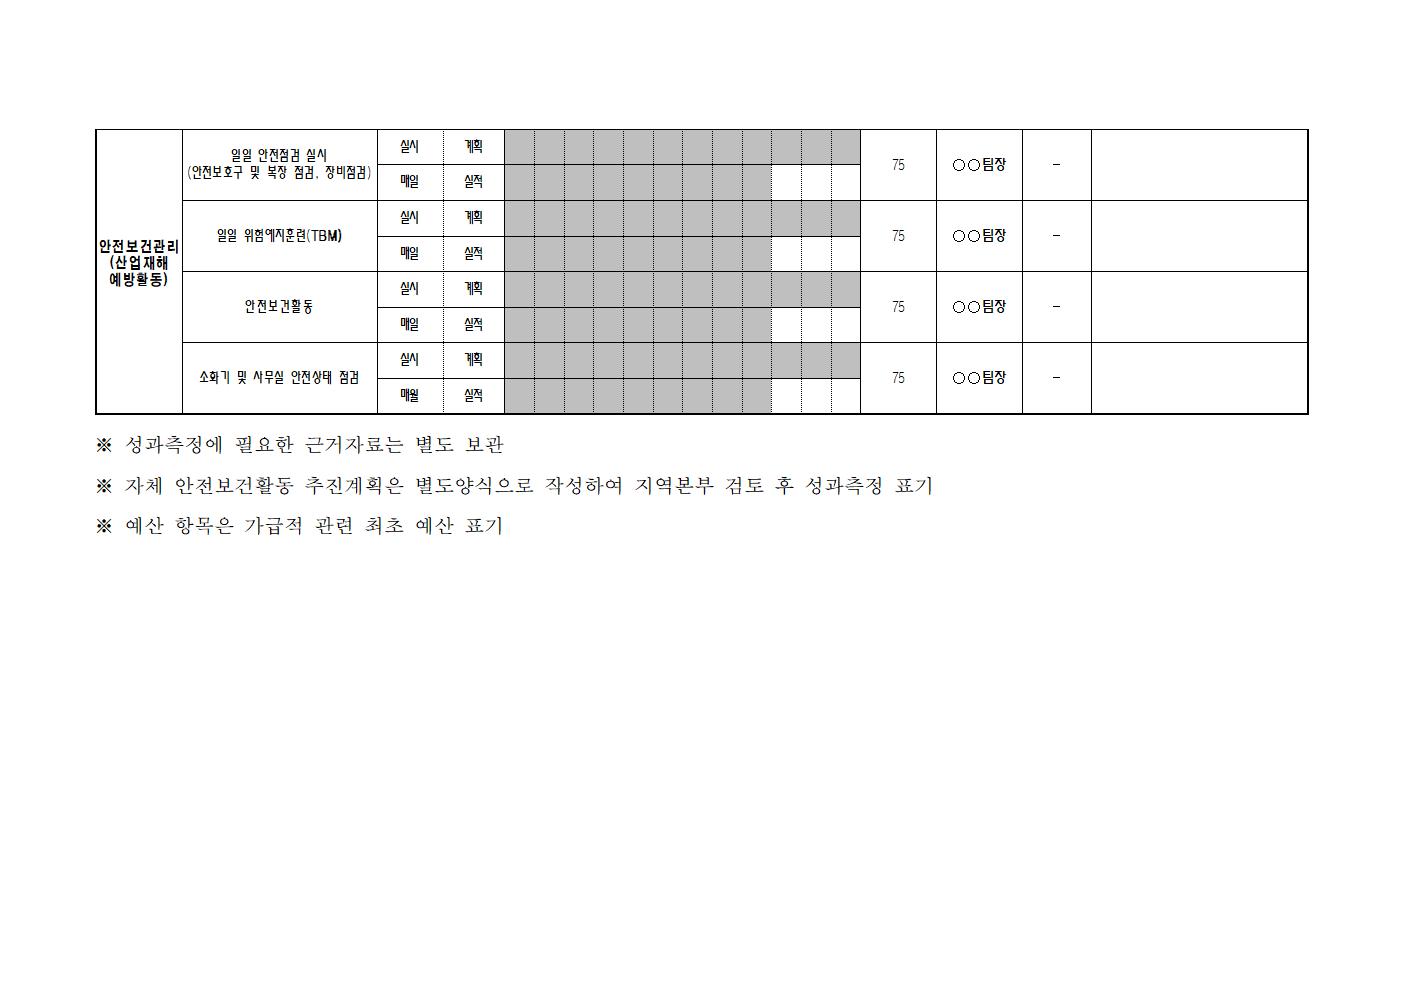 안전보건관리
(산업재해
예방활동)
일일 안전점검 실시
(안전보호구 및 복장 점검, 장비점검)
실시 계획
매일 실적
75 ○○팀장 –
일일 위험예지훈련(TBM)
실시 계획
매일 실적
75 ○○팀장 –
안전보건활동
실시 계획
매일 실적
75 ○○팀장 –
소화기 및 사무실 안전상태 점검
실시 계획
매월 실적
75 ○○팀장 –
※ 성과측정에 필요한 근거자료는 별도 보관
※ 자체 안전보건활동 추진계획은 별도양식으로 작성하여 지역본부 검토 후 성과측정 표기
※ 예산 항목은 가급적 관련 최초 예산 표기